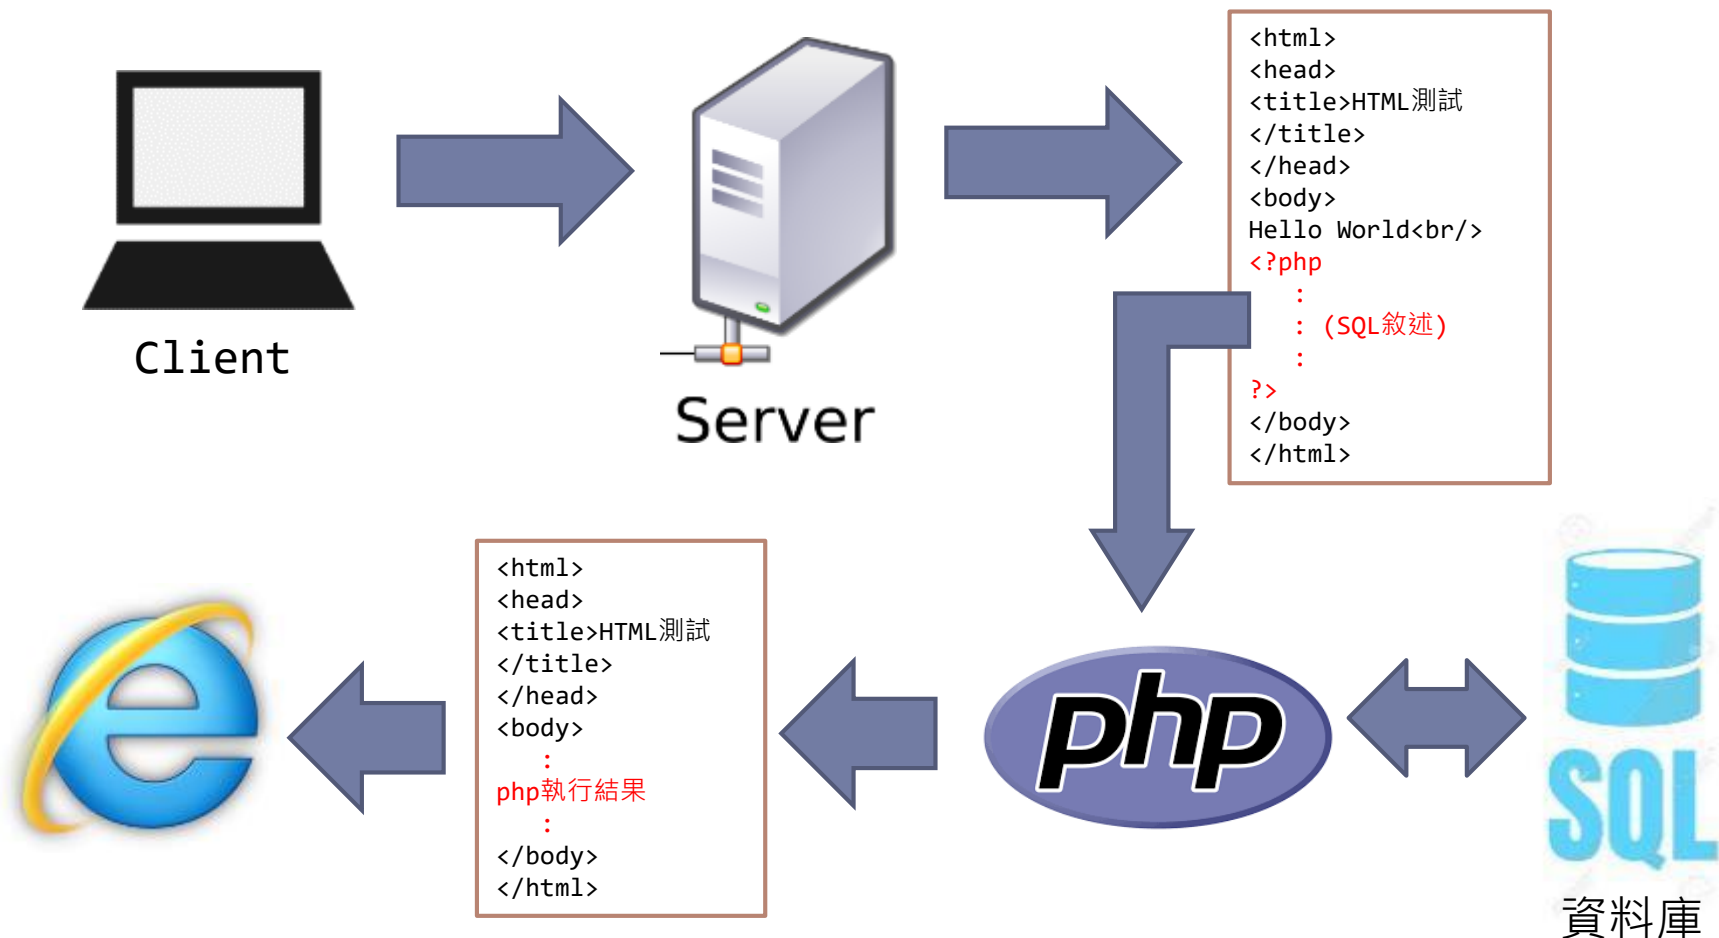 Client
Server
<html>
<head>
<title>HTML測試
</title>
</head>
<body>
Hello World<br/>
<?php
:
: (SQL敘述)
:
?>
</body>
</html>
<html>
<head>
<title>HTML測試
</title>
</head>
<body>
:
php執行結果
:
</body>
</html>
php
SQL
資料庫